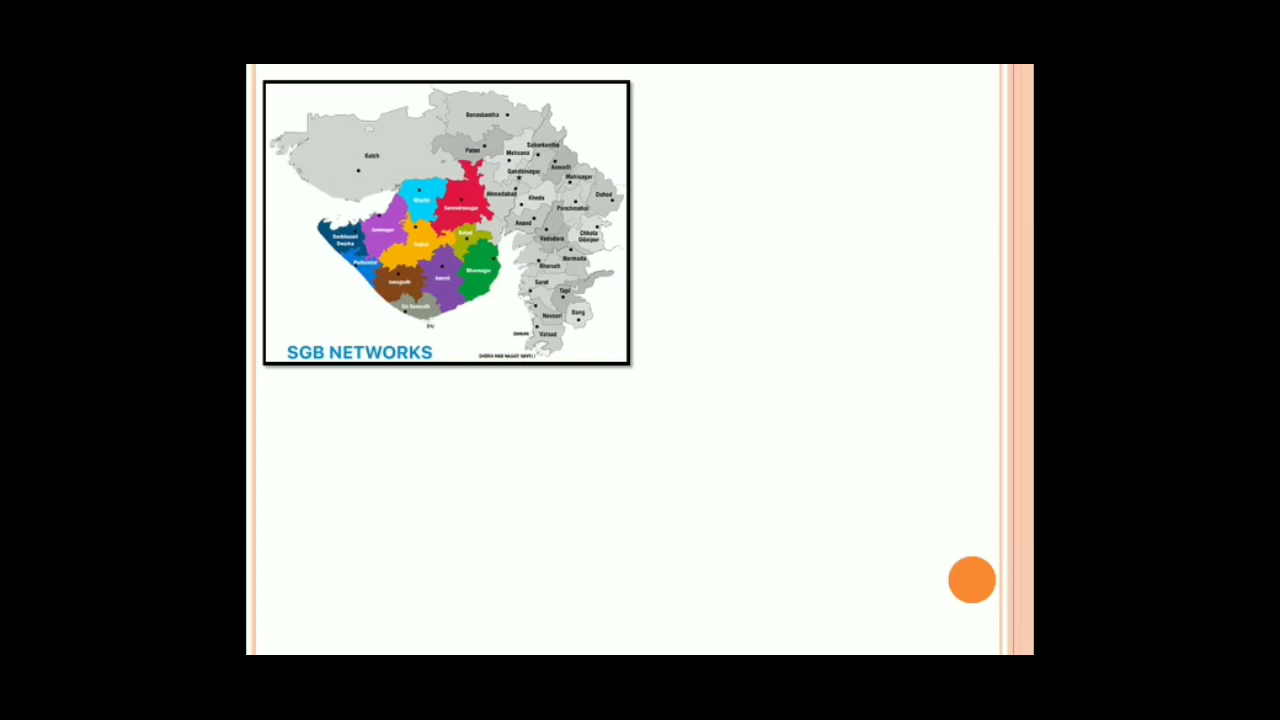 Banaskantha
Patan
Mehsana
Sabarkantha
Kutch
Gandhinagar
Aravalli
Mahisagar
Ahmedabad
Kheda
Dahod
Morbi
Surendranagar
Panchmahal
Jamnagar
Anand
Devbhoomi
Dwarka
Rajkot
Botad
Vadodara
Chhota
Udaipur
Porbandar
Bhavnagar
Narmada
Bharuch
Junagadh
Amreli
Surat
Tapi
Gir Somnath
Navsari
Dang
Diu
Valsad
SGB NETWORKS